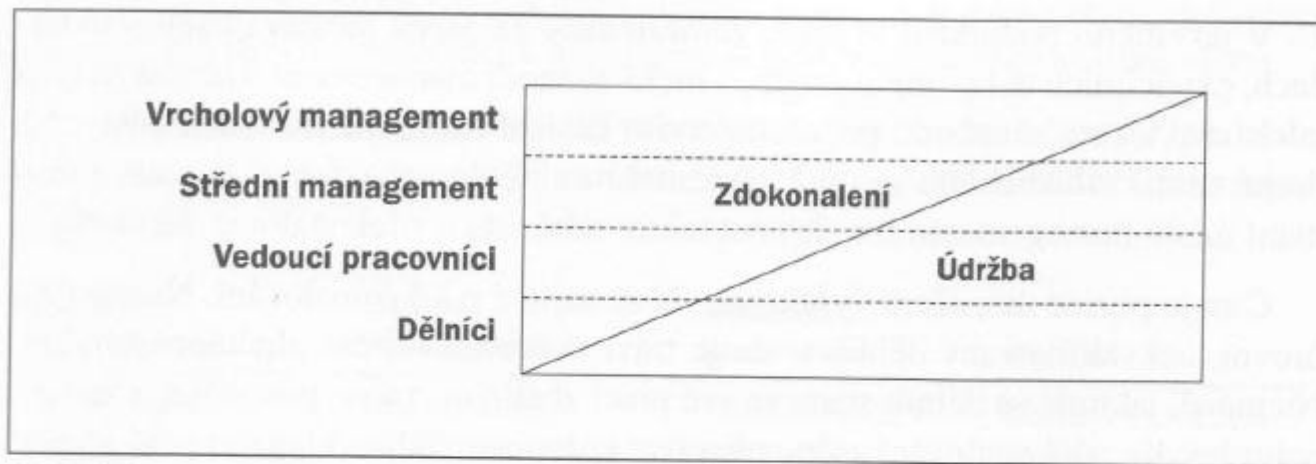 Vrcholový management
Střední management
Zdokonalení
Vedoucí pracovníci
Údržba
Dělníci